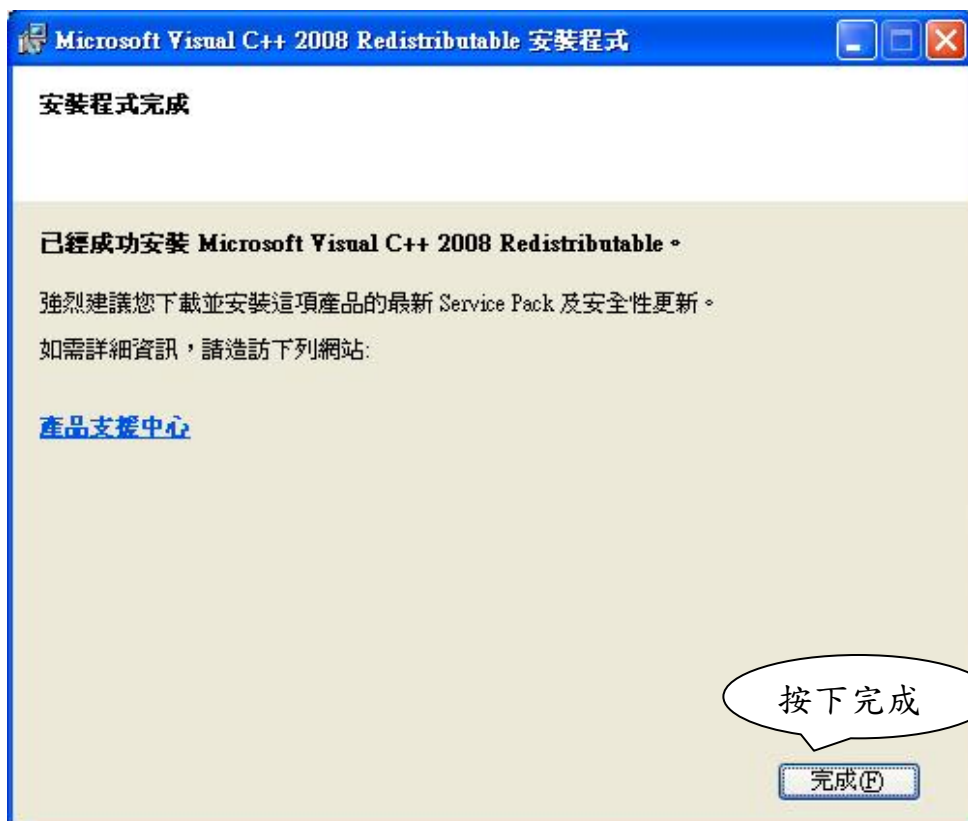 Microsoft Visual C++ 2008 Redistributable 安裝程式
安裝程式完成
已經成功安裝 Microsoft Visual C++ 2008 Redistributable。
強烈建議您下載並安裝這項產品的最新 Service Pack 及安全性更新。
如需詳細資訊，請造訪下列網站:
產品支援中心
按下完成
完成(F)